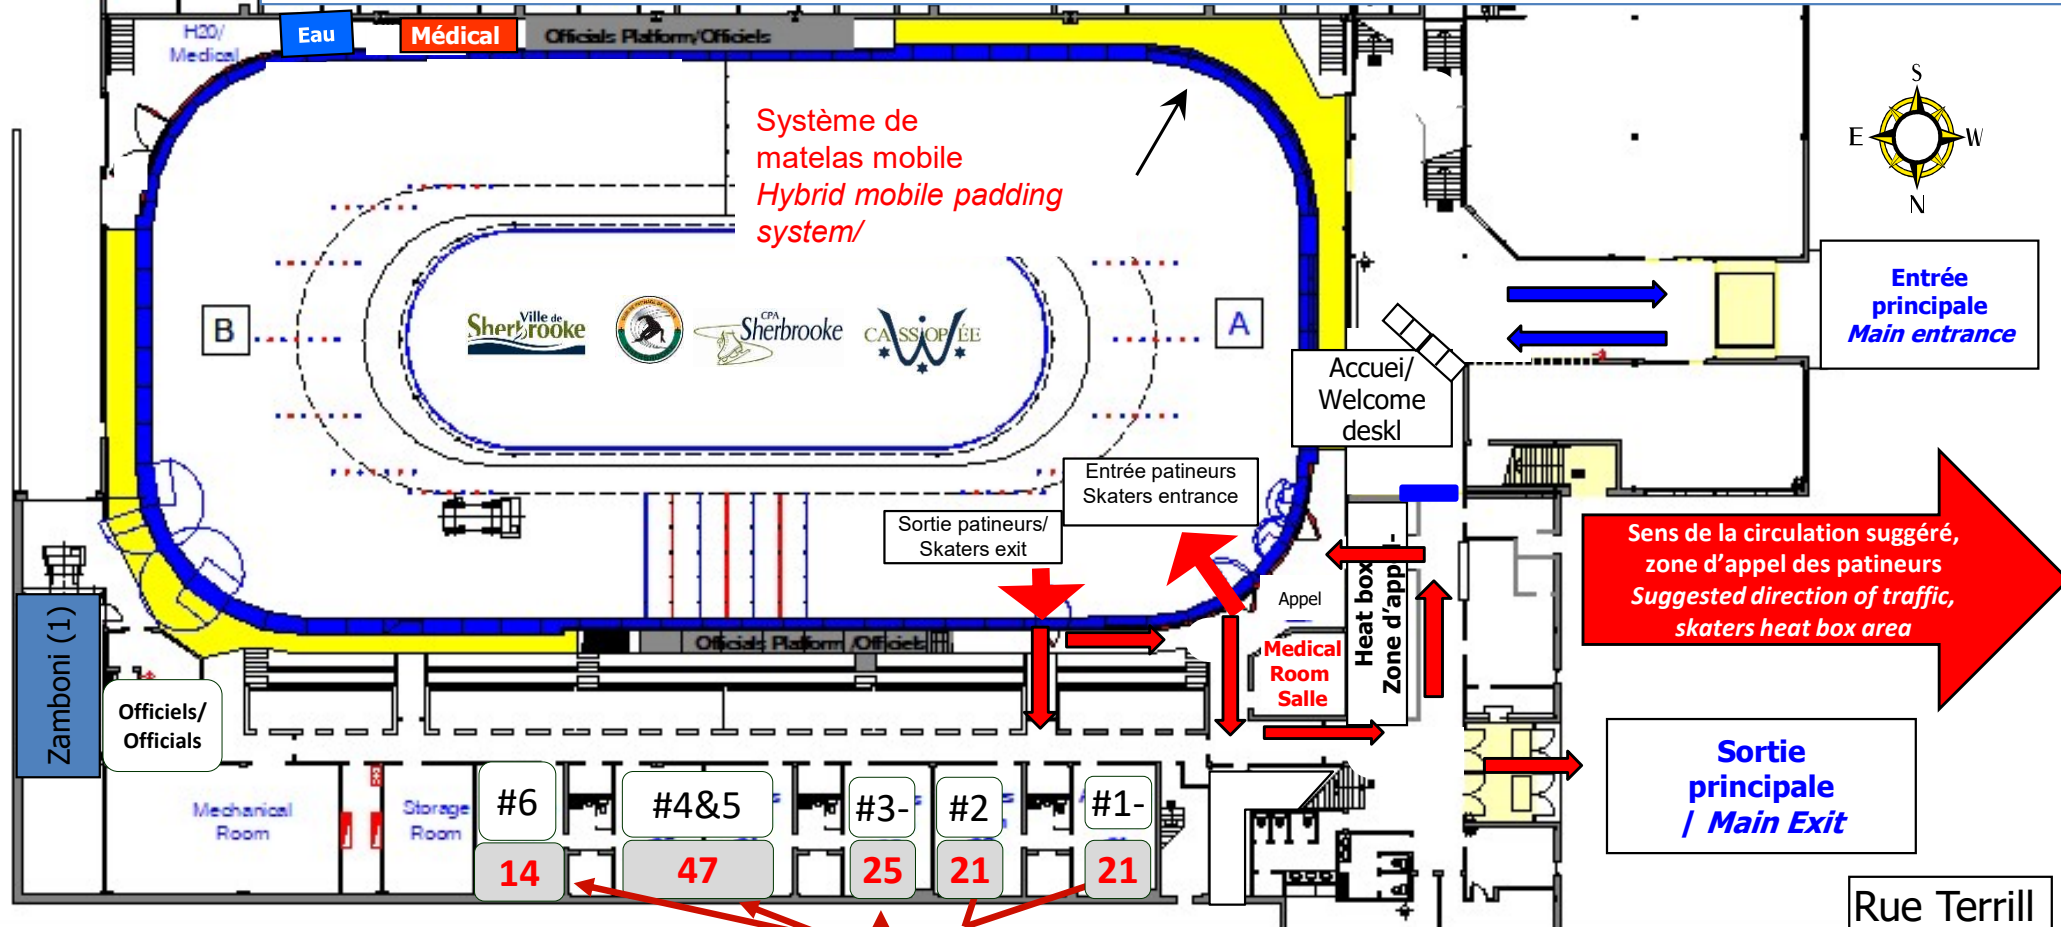 H20/
Medical
Eau
Médical
Officials Platform/Officiels
Système de
matelas mobile
Hybrid mobile padding
system/
S
E
W
N
Entrée
principale
Main entrance
B
Ville de
Sherbrooke
CPA
Sherbrooke
CASSIOPÉE
A
Accuei/
Welcome
deskl
Entrée patineurs
Skaters entrance
Sortie patineurs/
Skaters exit
Sens de la circulation suggéré,
zone d'appel des patineurs
Suggested direction of traffic,
skaters heat box area
Appel
Heat box
Zone d'app
Medical
Room
Salle
Officials Platform /Officiels
Zamboni (1)
Officiels/
Officials
Sortie
principale
/ Main Exit
Mechanical
Room
Storage
Room
#6
#4&5
#3-
#2
#1-
14
47
25
21
21
Rue Terrill